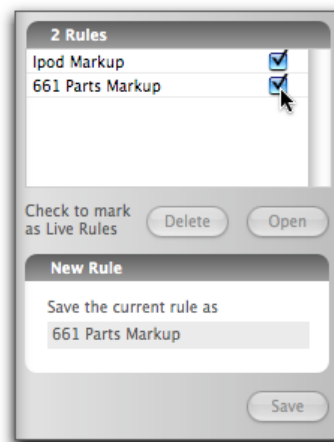 2 Rules
Ipod Markup
661 Parts Markup
Check to mark
as Live Rules
Delete
Open
New Rule
Save the current rule as
661 Parts Markup
Save